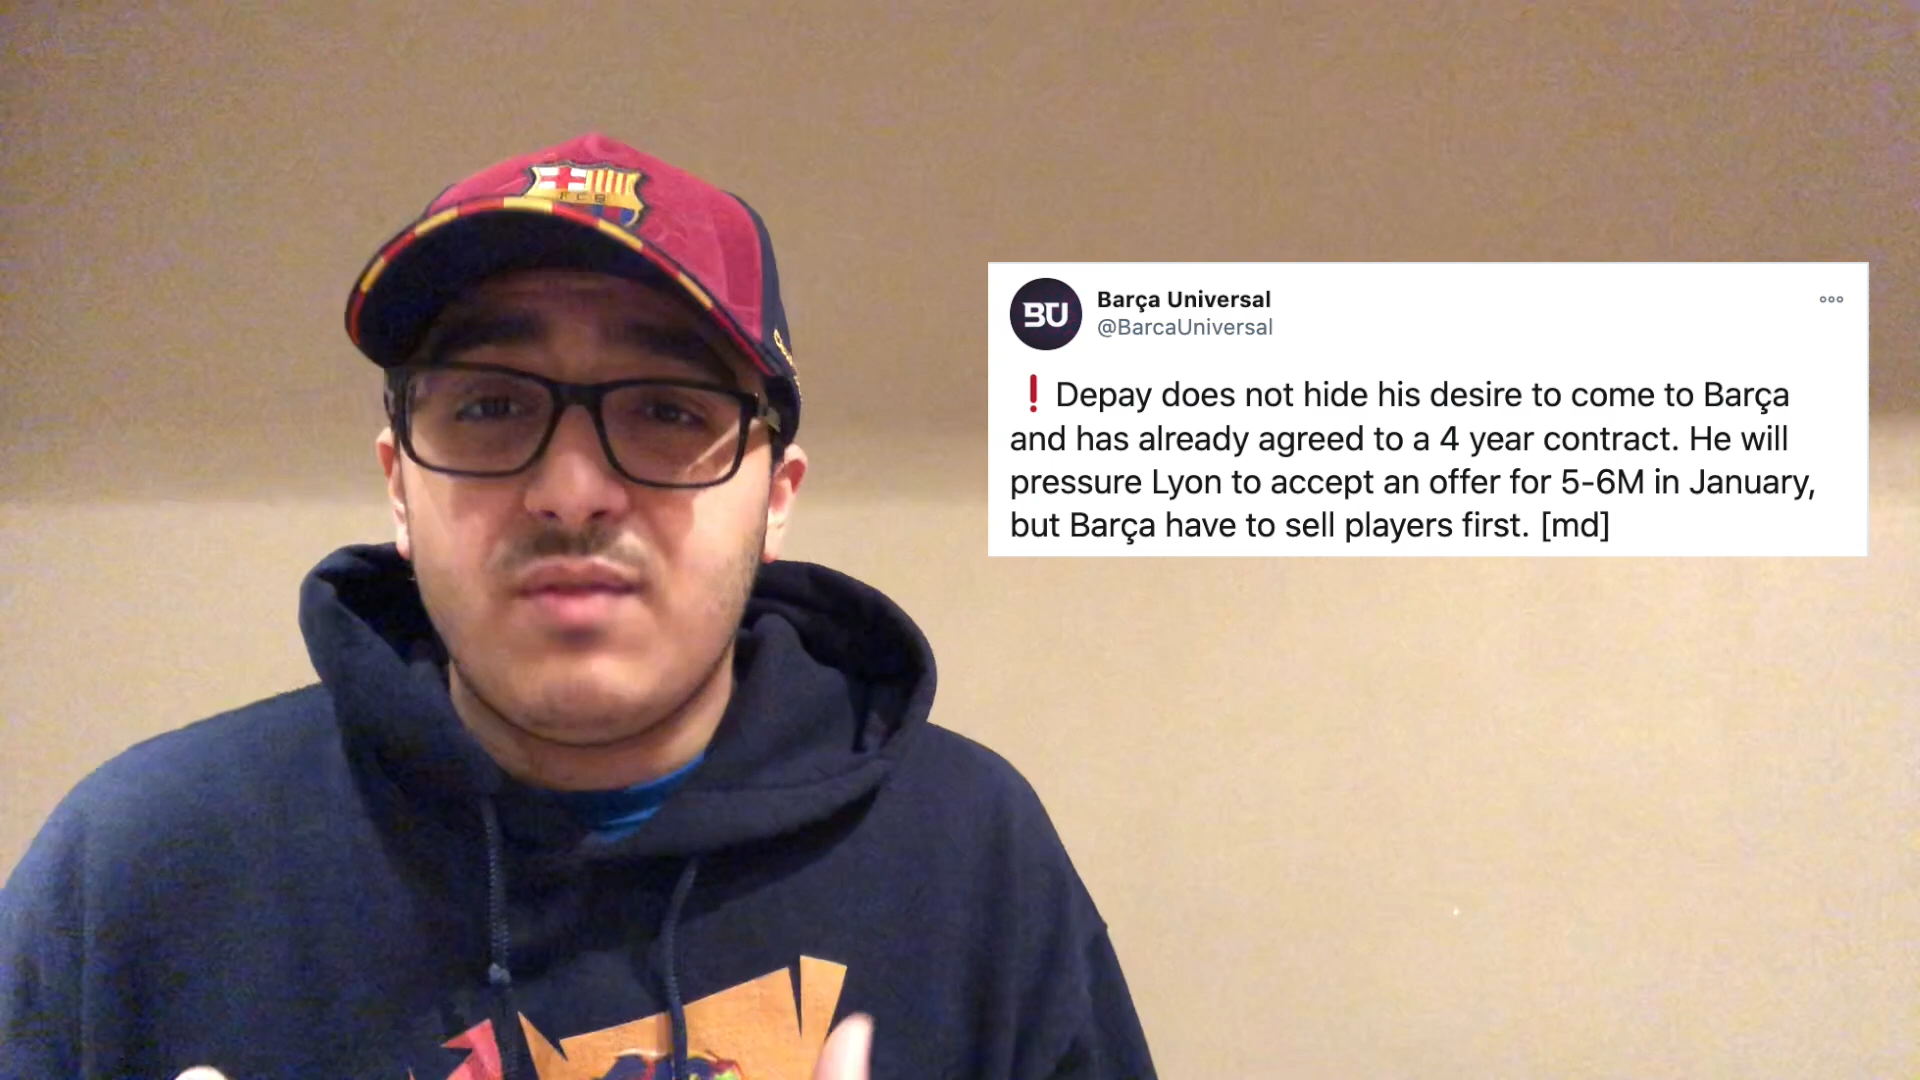 FCB
BU
Barça Universal
@BarcaUniversal
❗Depay does not hide his desire to come to Barça
and has already agreed to a 4 year contract. He will
pressure Lyon to accept an offer for 5-6M in January,
but Barça have to sell players first. [md]